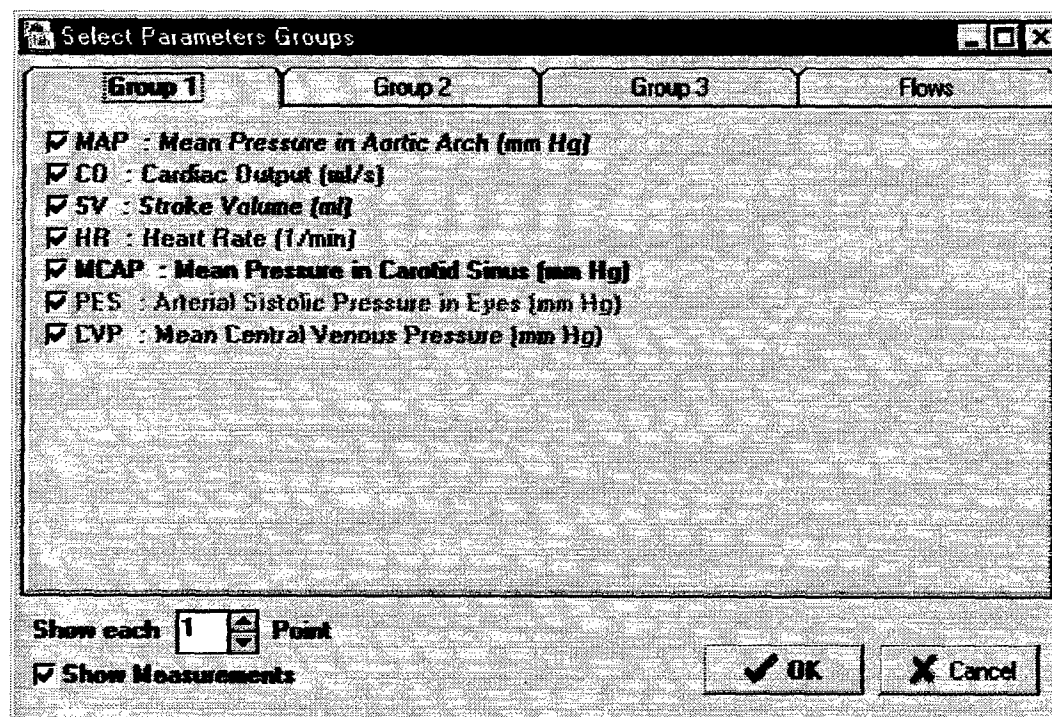 Select Parameters Groups
Group 1 Group 2 Group 3 Flows
MAP : Mean Pressure in Aortic Arch (mm Hg)
CO : Cardiac Output (ml/s)
SV : Stroke Volume (ml)
HR : Heart Rate (1/min)
MCAP : Mean Pressure in Carotid Sinus (mm Hg)
PES : Arterial Sistolic Pressure in Eyes (mm Hg)
CVP : Mean Central Venous Pressure (mm Hg)
Show each 1 Point
Show Measurements
OK Cancel